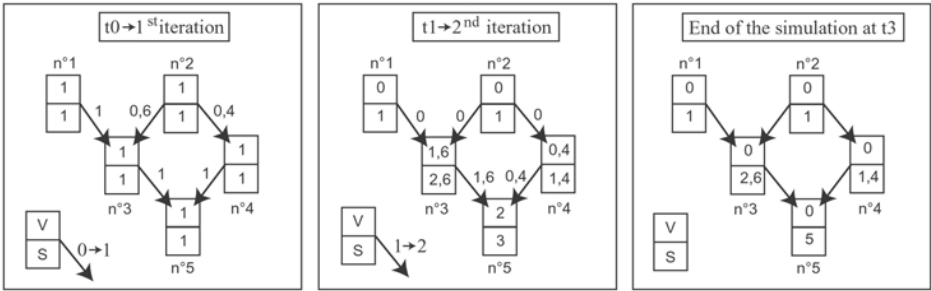 t0→1 st iteration
n°1
n°2
1
1
1
1
1
0,6
0,4
1
1
1
1
n°3
1
1
n°4
1
1
n°5
V
S
0→1
t1→2 nd iteration
n°1
n°2
0
1
0
1
0
0
0
1,6
2,6
0,4
1,4
n°3
1,6
0,4
n°4
2
3
n°5
V
S
1→2
End of the simulation at t3
n°1
n°2
0
1
0
1
0
2,6
0
1,4
n°3
n°4
0
5
n°5
V
S